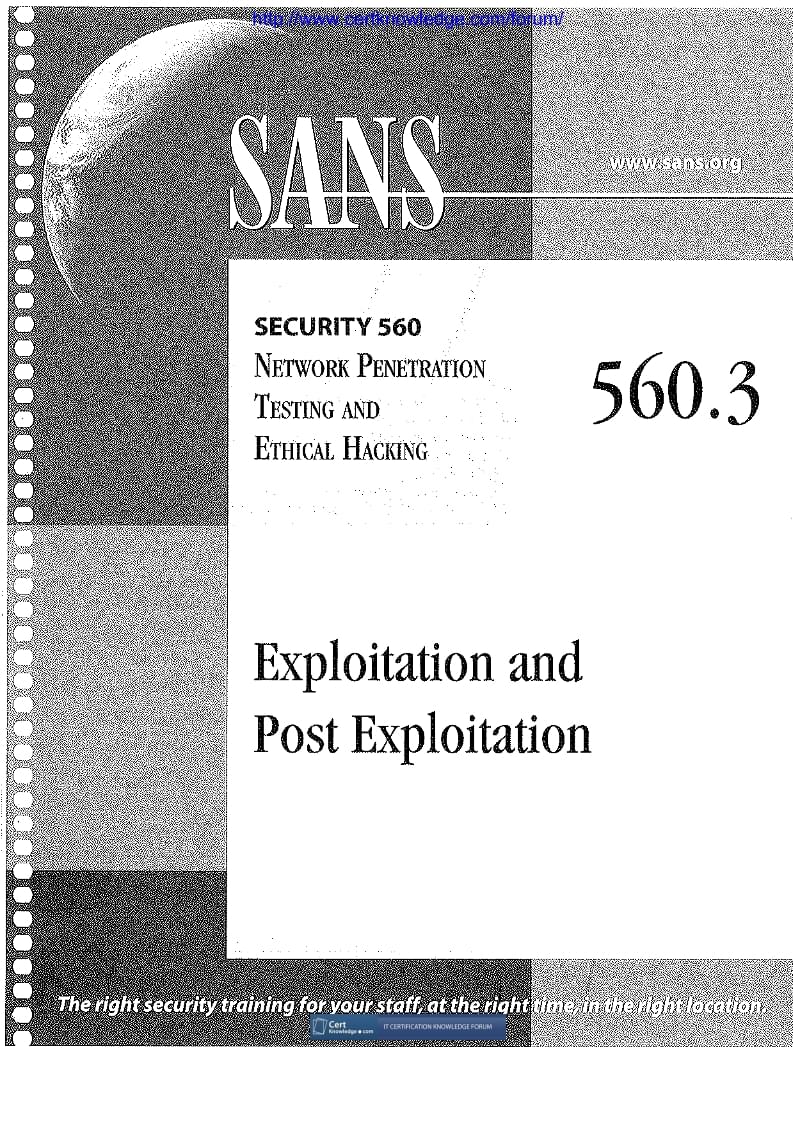 http://www.certknowledge.com/forum/
SANS
www.sans.org
SECURITY 560
NETWORK PENETRATION
TESTING AND
ETHICAL HACKING
560.3
Exploitation and
Post Exploitation
The right security training for your staff, at the right time, in the right location.
Cert
Knowledge.com
IT CERTIFICATION KNOWLEDGE FORUM